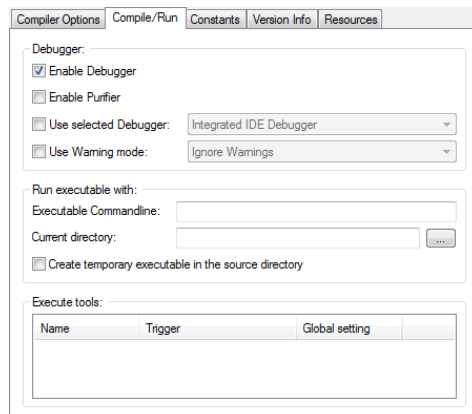 Compiler Options Compile/Run Constants Version Info Resources
Debugger:
Enable Debugger
Enable Purifier
Use selected Debugger: Integrated IDE Debugger
Use Warning mode: Ignore Warnings
Run executable with:
Executable Commandline:
Current directory: ...
Create temporary executable in the source directory
Execute tools:
Name Trigger Global setting